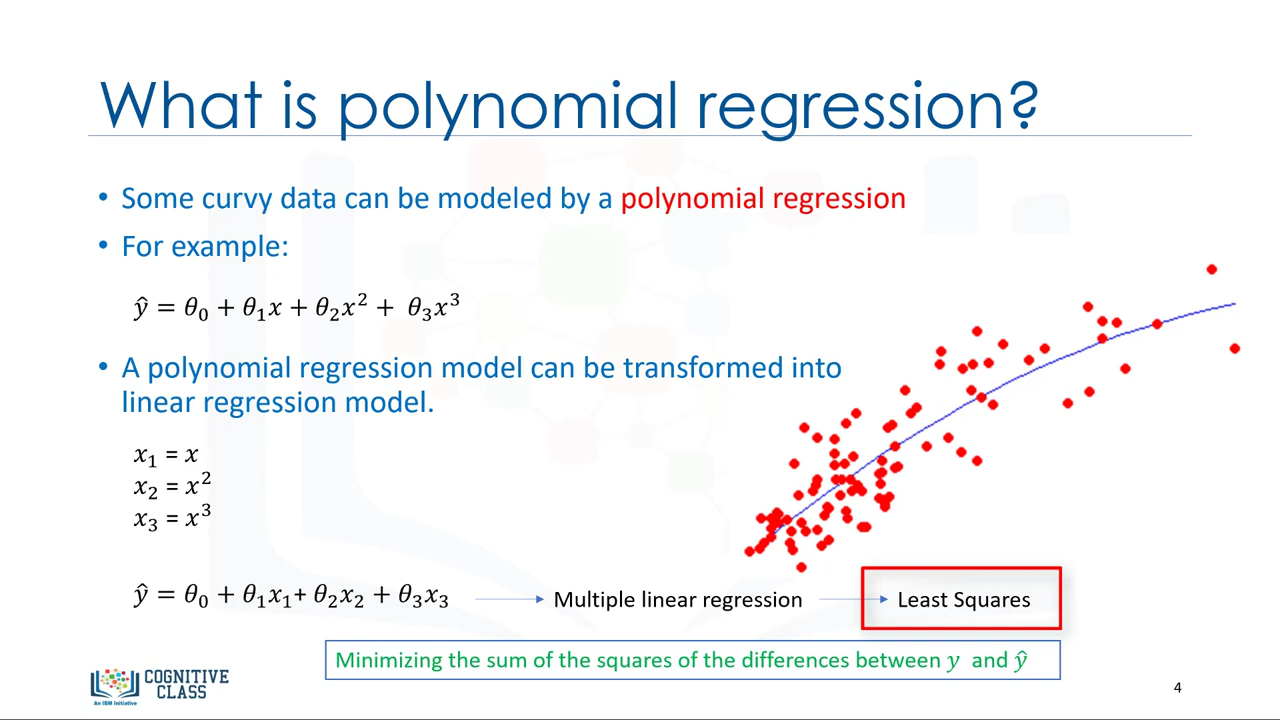 What is polynomial regression?
• Some curvy data can be modeled by a polynomial regression
• For example:
ŷ = θ₀ + θ₁x + θ₂x² + θ₃x³
• A polynomial regression model can be transformed into
linear regression model.
x₁ = x
x₂ = x²
x₃ = x³
ŷ = θ₀ + θ₁x₁+ θ₂x₂ + θ₃x₃ Multiple linear regression Least Squares
Minimizing the sum of the squares of the differences between y and ŷ
COGNITIVE
CLASS
An IBM Initiative
4